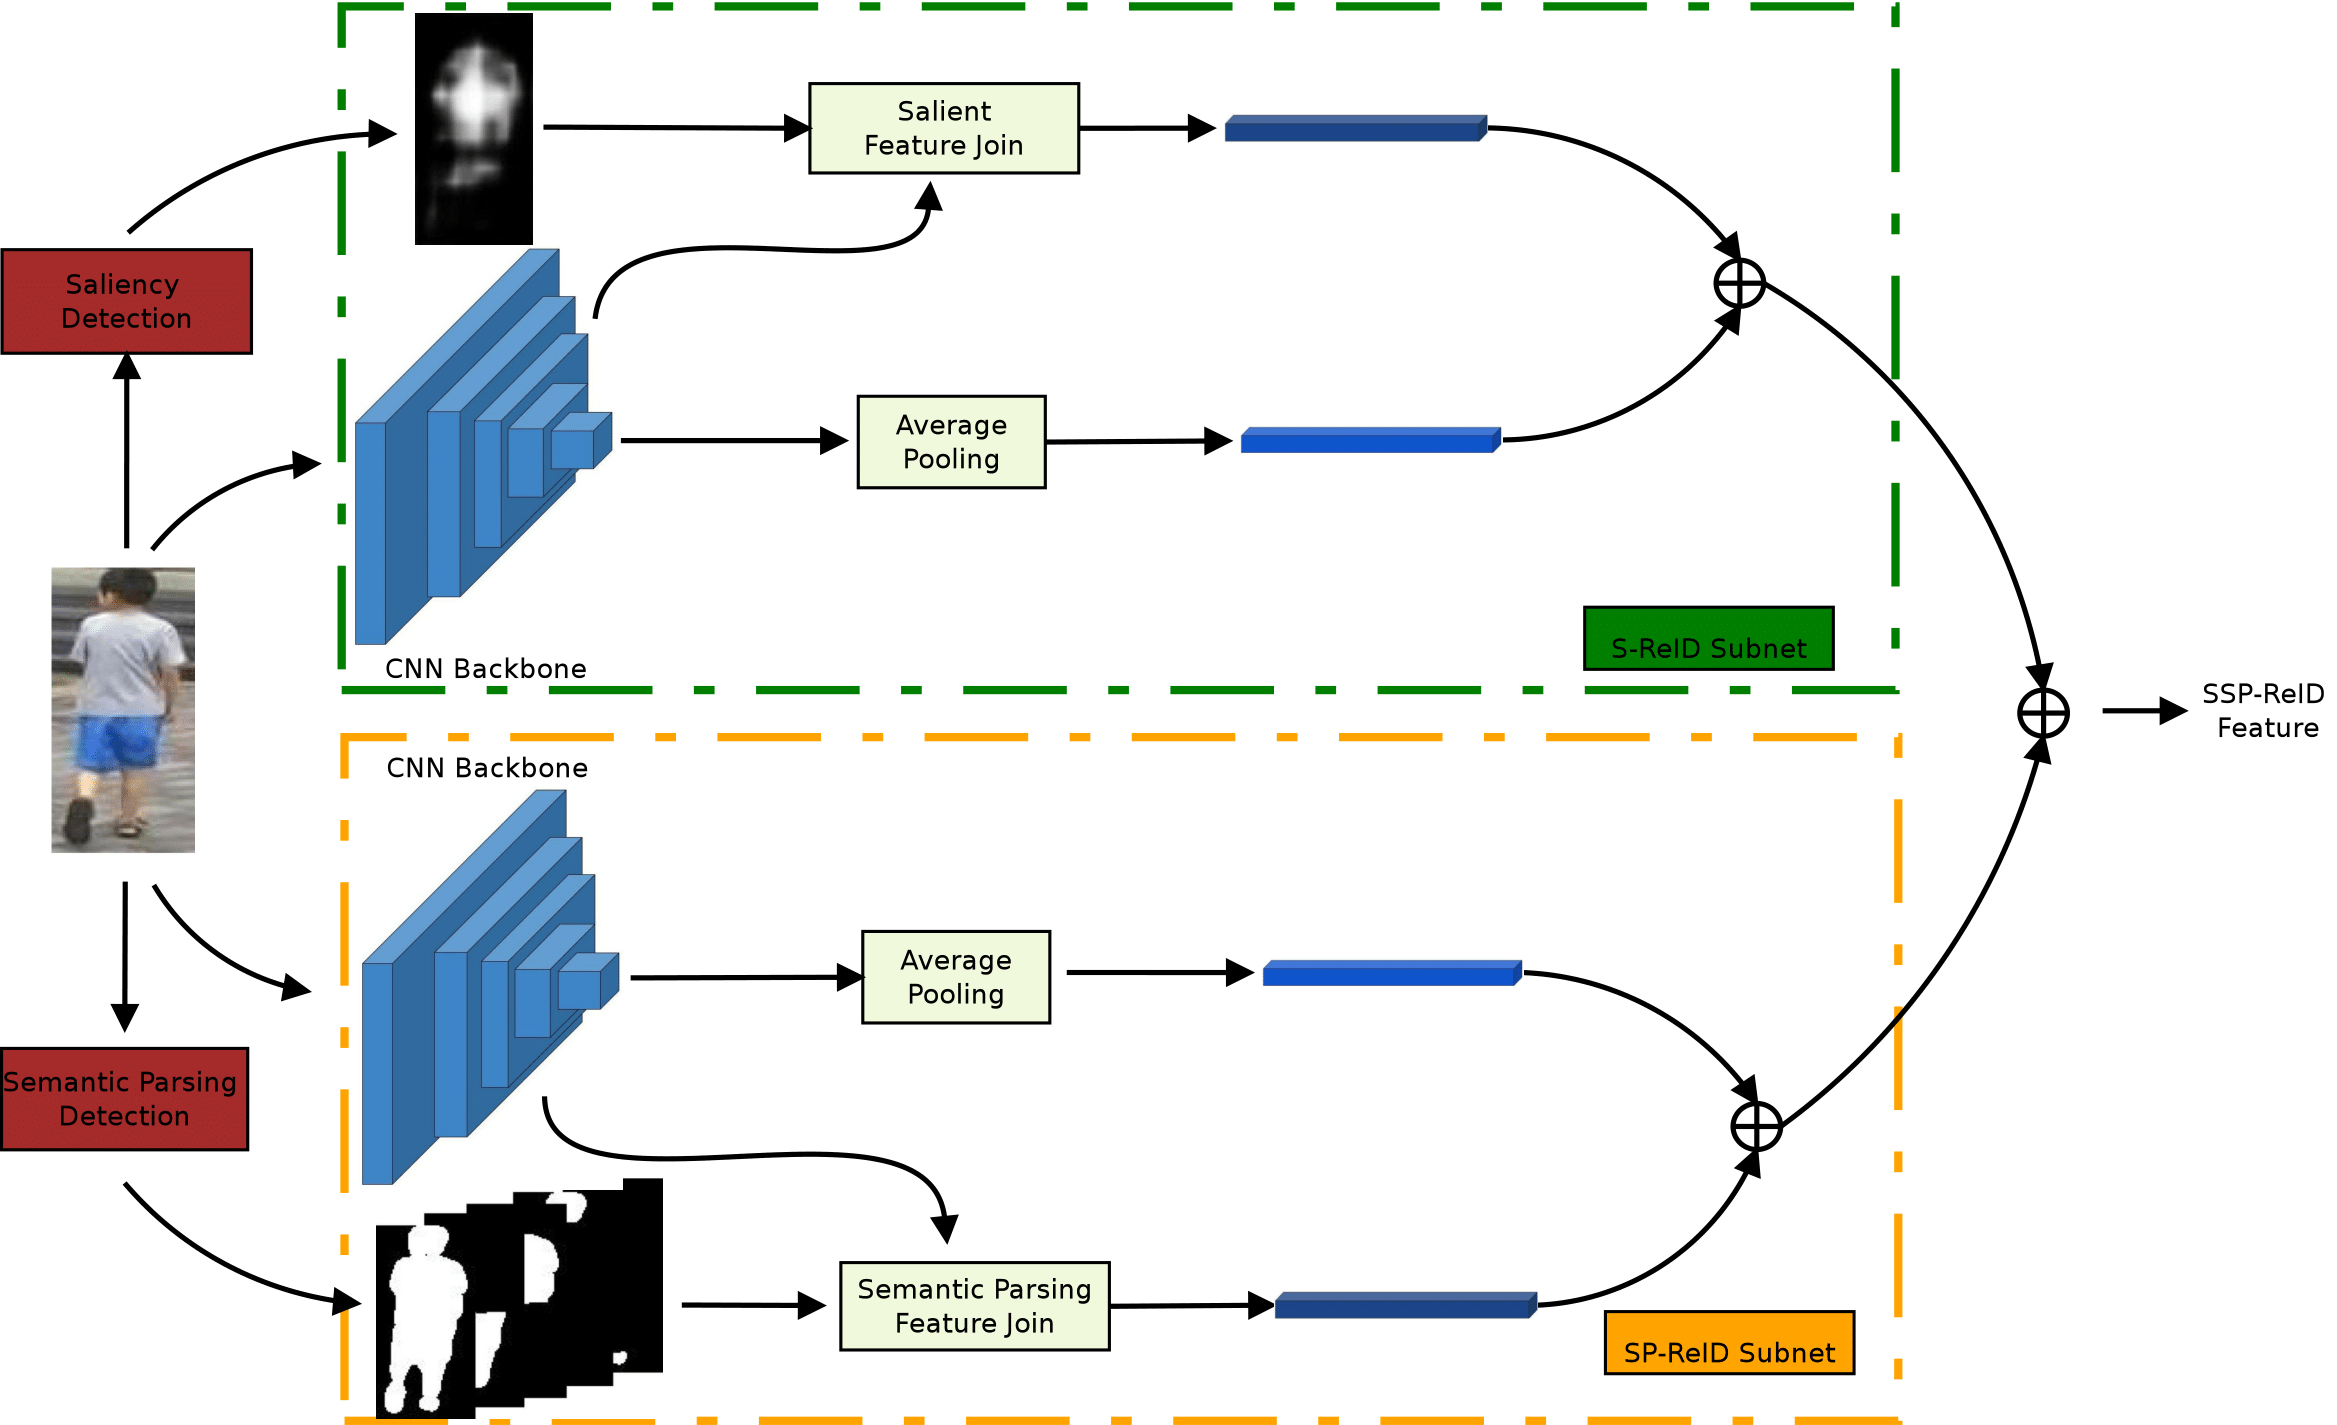 Salient
Feature Join
Saliency
Detection
Average
Pooling
S-ReID Subnet
CNN Backbone
SSP-ReID
Feature
CNN Backbone
Average
Pooling
Semantic Parsing
Detection
Semantic Parsing
Feature Join
SP-ReID Subnet